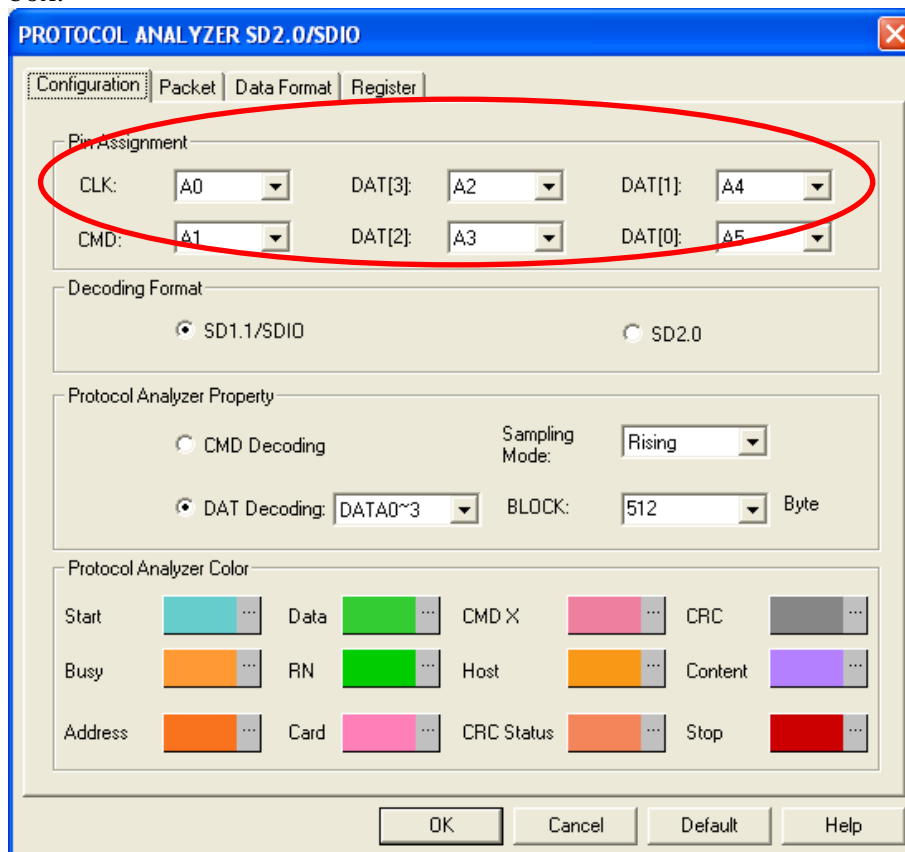 PROTOCOL ANALYZER SD2.0/SDIO
Configuration Packet Data Format Register
Pin Assignment
CLK: A0 DAT[3]: A2 DAT[1]: A4
CMD: A1 DAT[2]: A3 DAT[0]: A5
Decoding Format
SD1.1/SDIO SD2.0
Protocol Analyzer Property
CMD Decoding Sampling Mode: Rising
DAT Decoding: DATA0~3 BLOCK: 512 Byte
Protocol Analyzer Color
Start ... Data ... CMD X ... CRC ...
Busy ... RN ... Host ... Content ...
Address ... Card ... CRC Status ... Stop ...
OK Cancel Default Help